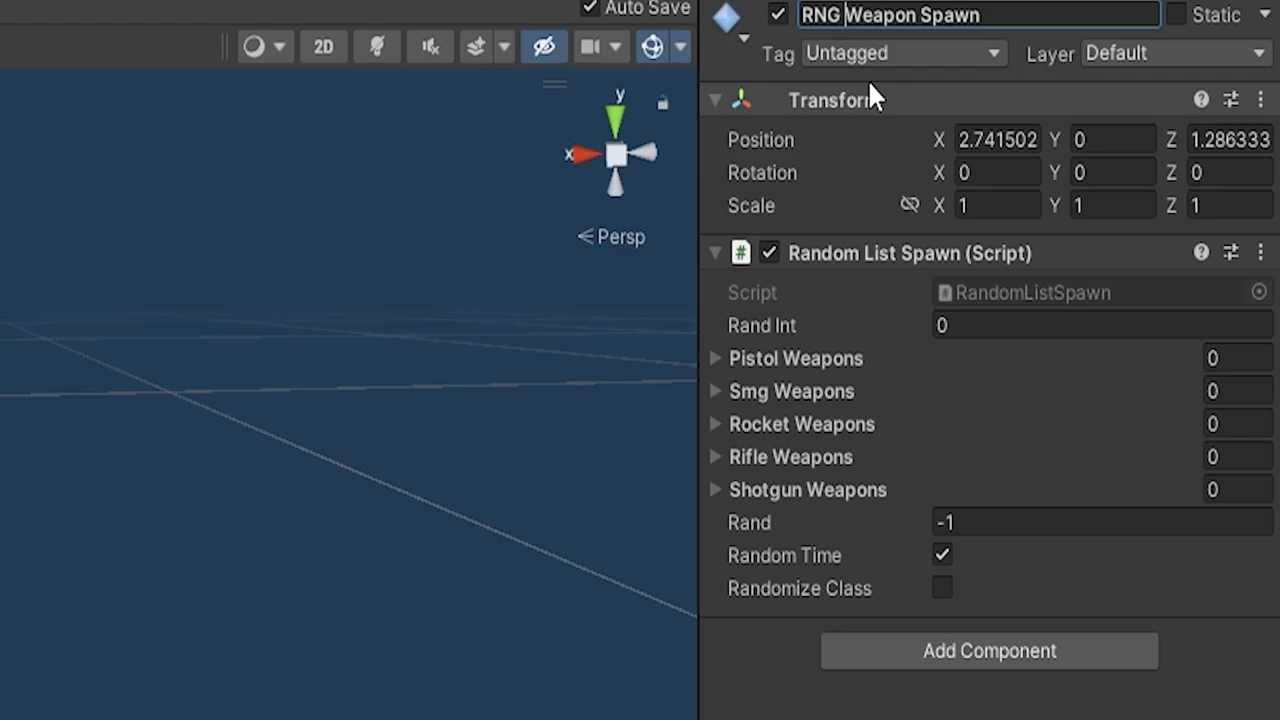 Auto Save
RNG Weapon Spawn
Static
2D
Tag Untagged Layer Default
y
x
Persp
Transform
Position X 2.741502 Y 0 Z 1.286333
Rotation X 0 Y 0 Z 0
Scale X 1 Y 1 Z 1
# Random List Spawn (Script)
Script RandomListSpawn
Rand Int 0
Pistol Weapons 0
Smg Weapons 0
Rocket Weapons 0
Rifle Weapons 0
Shotgun Weapons 0
Rand -1
Random Time
Randomize Class
Add Component